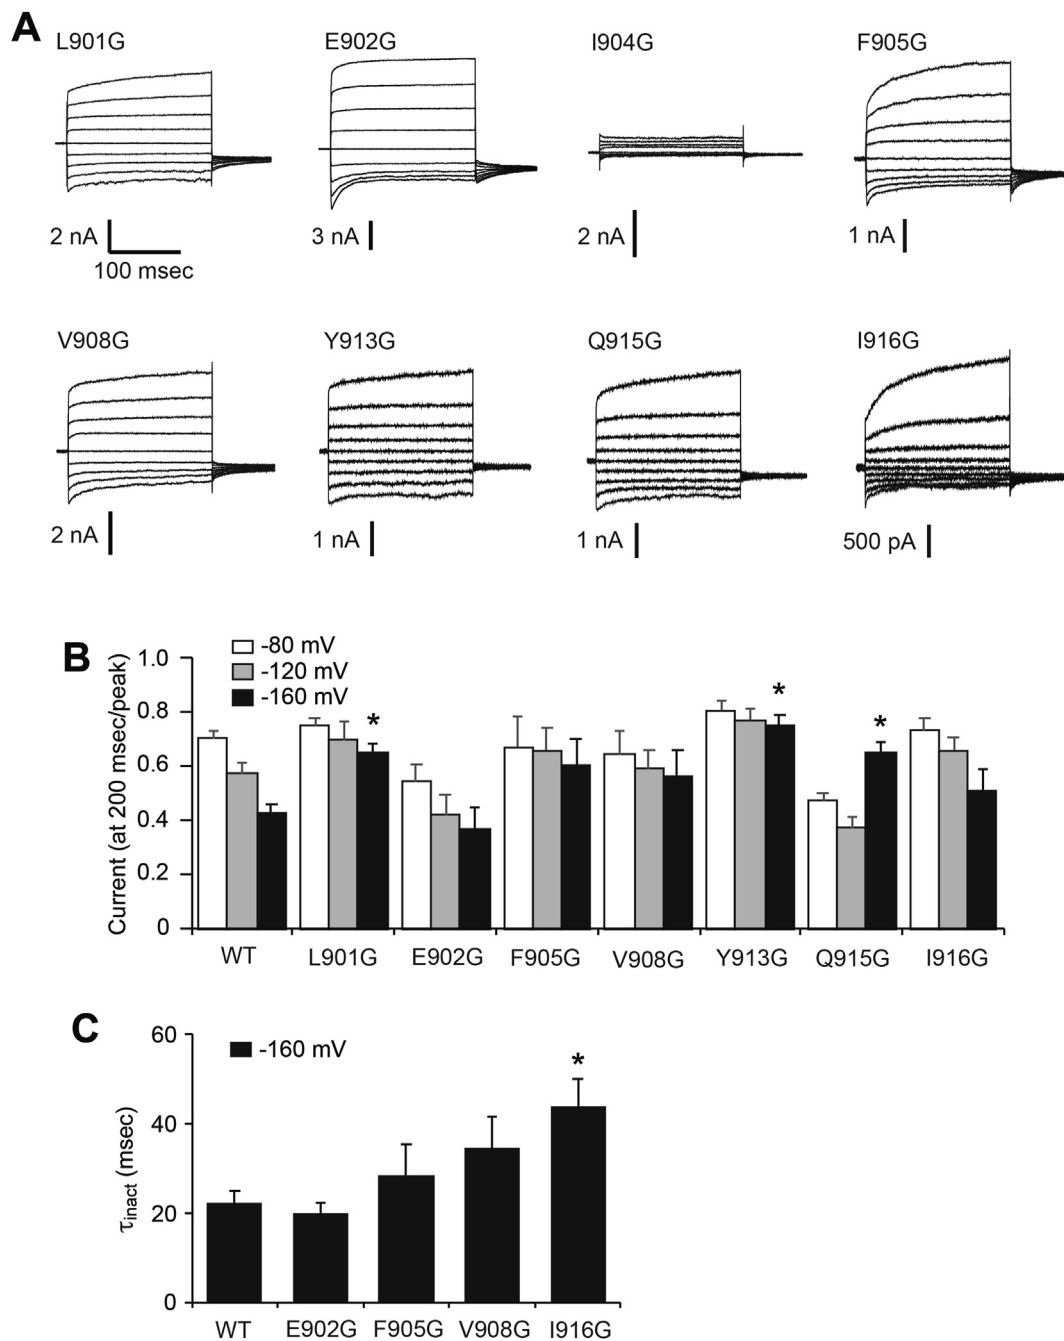 A
L901G
E902G
I904G
F905G
2 nA
100 msec
3 nA
2 nA
1 nA
V908G
Y913G
Q915G
I916G
2 nA
1 nA
1 nA
500 pA
B
Current (at 200 msec/peak)
-80 mV
-120 mV
-160 mV
1.0
0.8
0.6
0.4
0.2
0
*
*
*
WT
L901G
E902G
F905G
V908G
Y913G
Q915G
I916G
C
τinact (msec)
-160 mV
60
40
20
0
*
WT
E902G
F905G
V908G
I916G